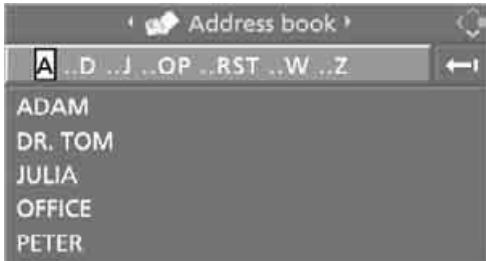 Address book
A ..D ..J ..OP ..RST ..W ..Z
ADAM
DR. TOM
JULIA
OFFICE
PETER